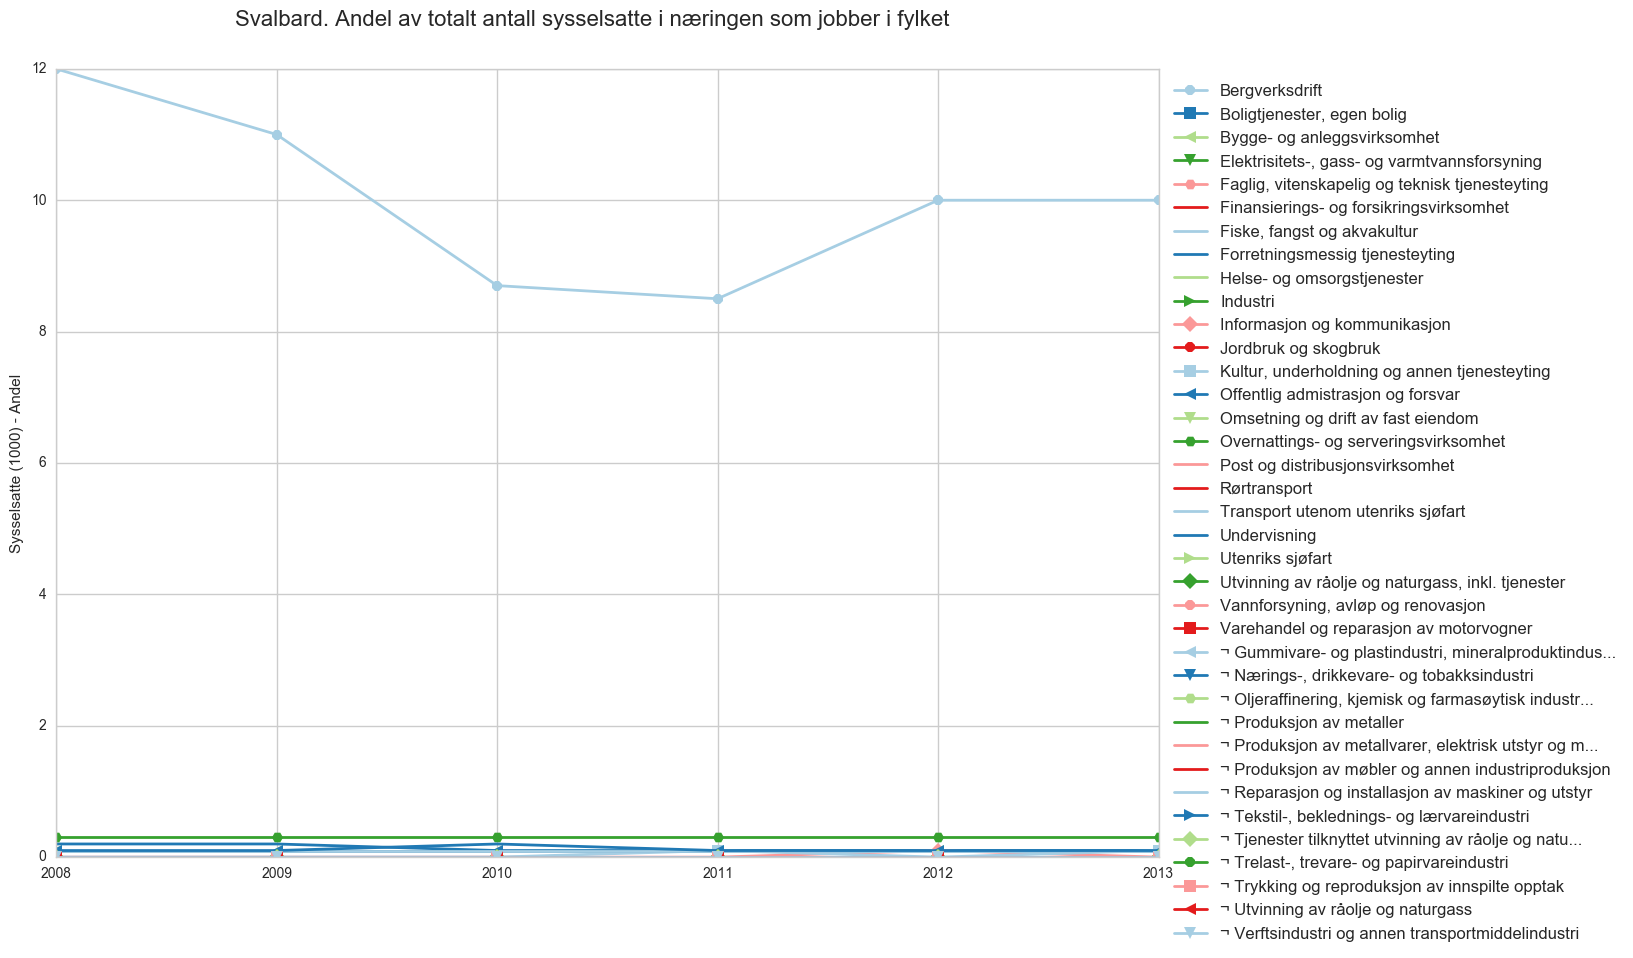 Svalbard. Andel av totalt antall sysselsatte i næringen som jobber i fylket
Sysselsatte (1000) - Andel
12
10
8
6
4
2
0
2008 2009 2010 2011 2012 2013
Bergverksdrift
Boligtjenester, egen bolig
Bygge- og anleggsvirksomhet
Elektrisitets-, gass- og varmtvannsforsyning
Faglig, vitenskapelig og teknisk tjenesteyting
Finansierings- og forsikringsvirksomhet
Fiske, fangst og akvakultur
Forretningsmessig tjenesteyting
Helse- og omsorgstjenester
Industri
Informasjon og kommunikasjon
Jordbruk og skogbruk
Kultur, underholdning og annen tjenesteyting
Offentlig admistrasjon og forsvar
Omsetning og drift av fast eiendom
Overnattings- og serveringsvirksomhet
Post og distribusjonsvirksomhet
Rørtransport
Transport utenom utenriks sjøfart
Undervisning
Utenriks sjøfart
Utvinning av råolje og naturgass, inkl. tjenester
Vannforsyning, avløp og renovasjon
Varehandel og reparasjon av motorvogner
¬ Gummivare- og plastindustri, mineralproduktindus...
¬ Nærings-, drikkevare- og tobakksindustri
¬ Oljeraffinering, kjemisk og farmasøytisk industr...
¬ Produksjon av metaller
¬ Produksjon av metallvarer, elektrisk utstyr og m...
¬ Produksjon av møbler og annen industriproduksjon
¬ Reparasjon og installasjon av maskiner og utstyr
¬ Tekstil-, beklednings- og lærvareindustri
¬ Tjenester tilknyttet utvinning av råolje og natu...
¬ Trelast-, trevare- og papirvareindustri
¬ Trykking og reproduksjon av innspilte opptak
¬ Utvinning av råolje og naturgass
¬ Verftsindustri og annen transportmiddelindustri